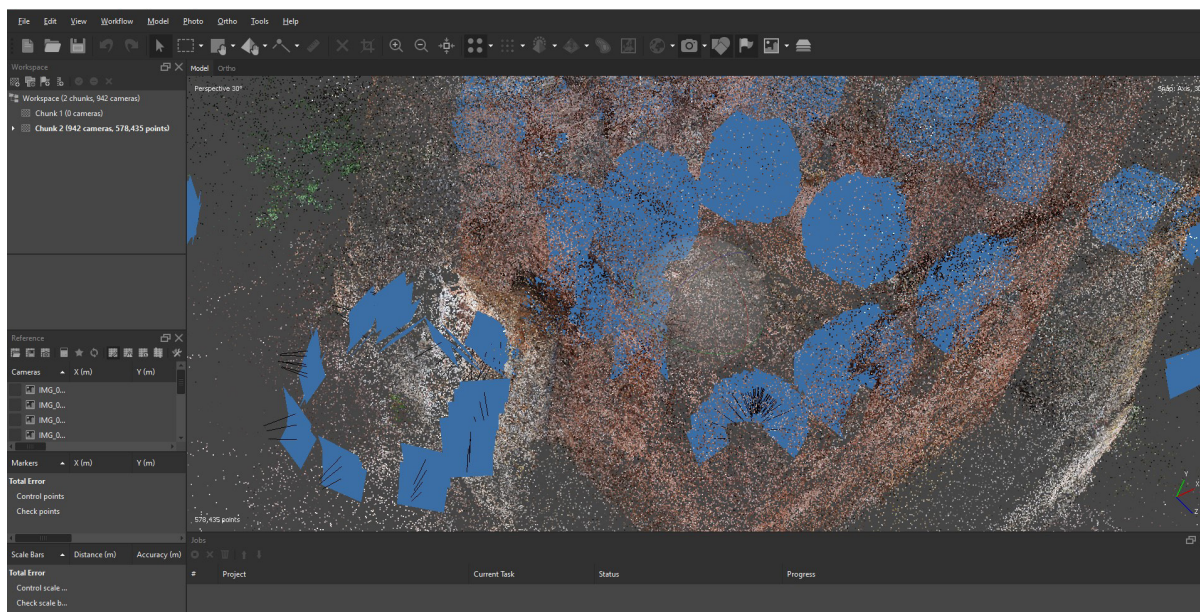 File Edit View Workflow Model Photo Ortho Tools Help
Workspace
Model Ortho
Workspace (2 chunks, 942 cameras)
Chunk 1 (0 cameras)
Chunk 2 (942 cameras, 578,435 points)
Perspective 30°
Snap: Axis, 3D
Reference
Cameras X (m) Y (m)
IMG_0...
IMG_0...
IMG_0...
IMG_0...
Markers X (m) Y (m)
Total Error
Control points
Check points
578,435 points
Y
X
Z
Jobs
Scale Bars Distance (m) Accuracy (m)
Total Error
Control scale ...
Check scale b...
# Project Current Task Status Progress